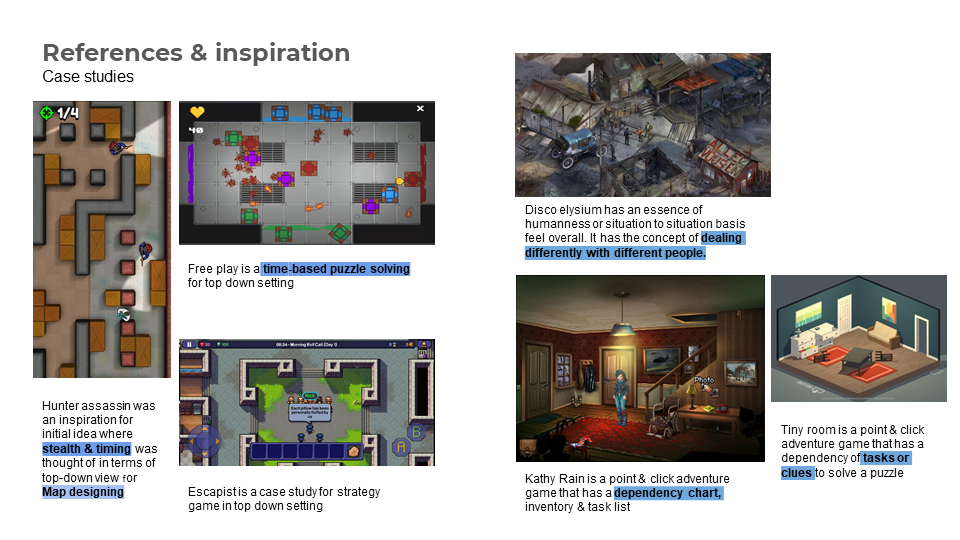 References & inspiration
Case studies
1/4
40
×
Free play is a time-based puzzle solving
for top down setting
Hunter assassin was
an inspiration for
initial idea where
stealth & timing was
thought of in terms of
top-down view for
Map designing
08:34 - Morning Roll Call (Day 1)
Each pillow has been
personally fluffed by
B
A
Escapist is a case study for strategy
game in top down setting
Disco elysium has an essence of
humanness or situation to situation basis
feel overall. It has the concept of dealing
differently with different people.
Photo
Kathy Rain is a point & click adventure
game that has a dependency chart,
inventory & task list
Tiny room is a point & click
adventure game that has a
dependency of tasks or
clues to solve a puzzle